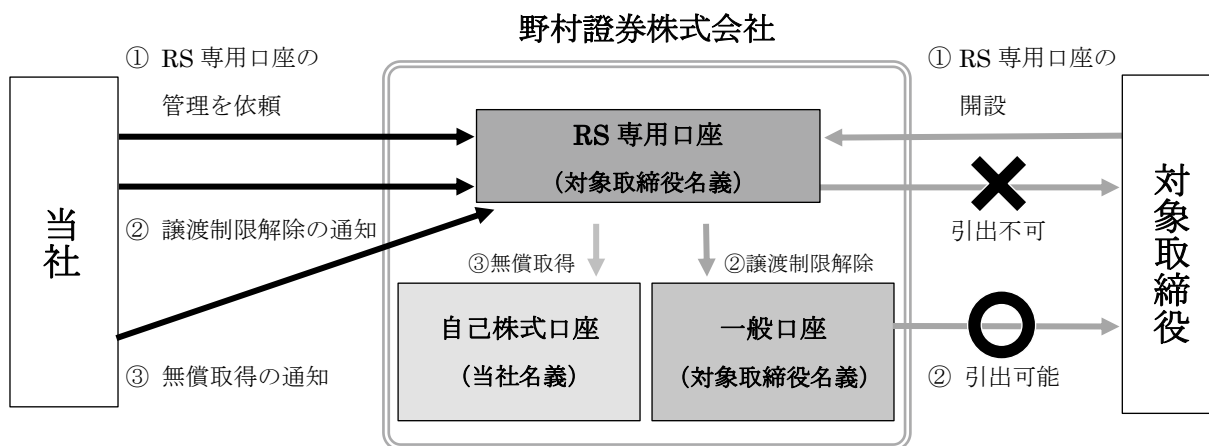 野村證券株式会社
① RS 専用口座の
管理を依頼
② 譲渡制限解除の通知
③ 無償取得の通知
当社
RS 専用口座
(対象取締役名義)
③無償取得
②譲渡制限解除
自己株式口座
(当社名義)
一般口座
(対象取締役名義)
① RS 専用口座の
開設
引出不可
② 引出可能
対象取締役